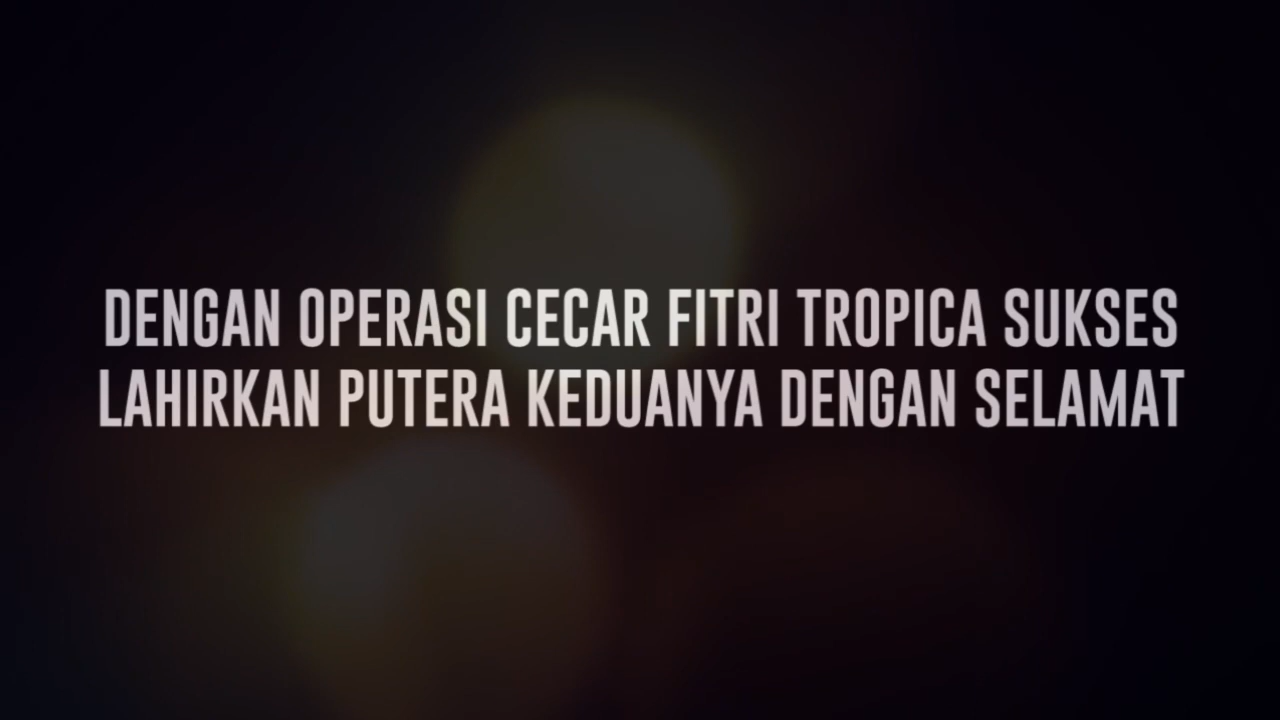 DENGAN OPERASI CECAR FITRI TROPICA SUKSES
LAHIRKAN PUTERA KEDUANYA DENGAN SELAMAT